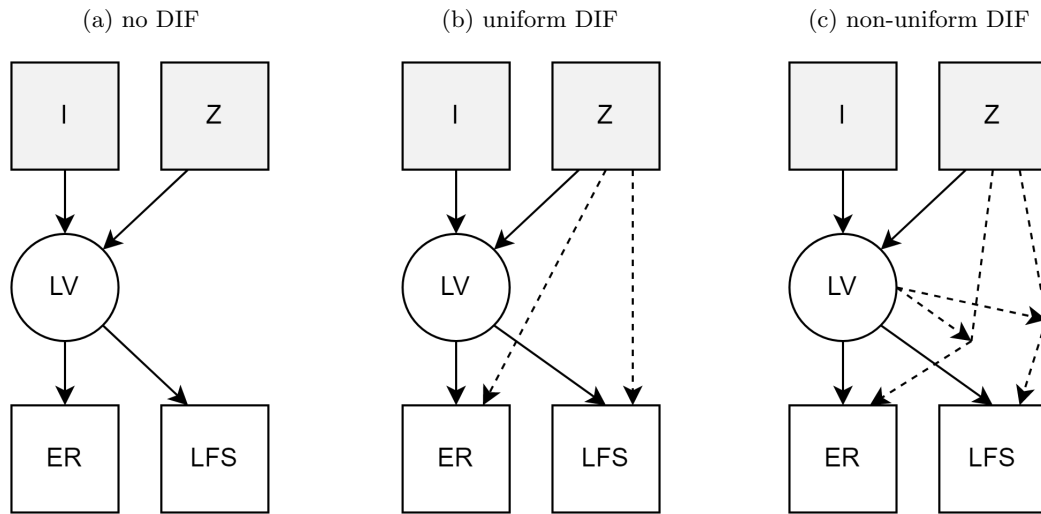 (a) no DIF
(b) uniform DIF
(c) non-uniform DIF
I
Z
I
Z
I
Z
LV
LV
LV
ER
LFS
ER
LFS
ER
LFS